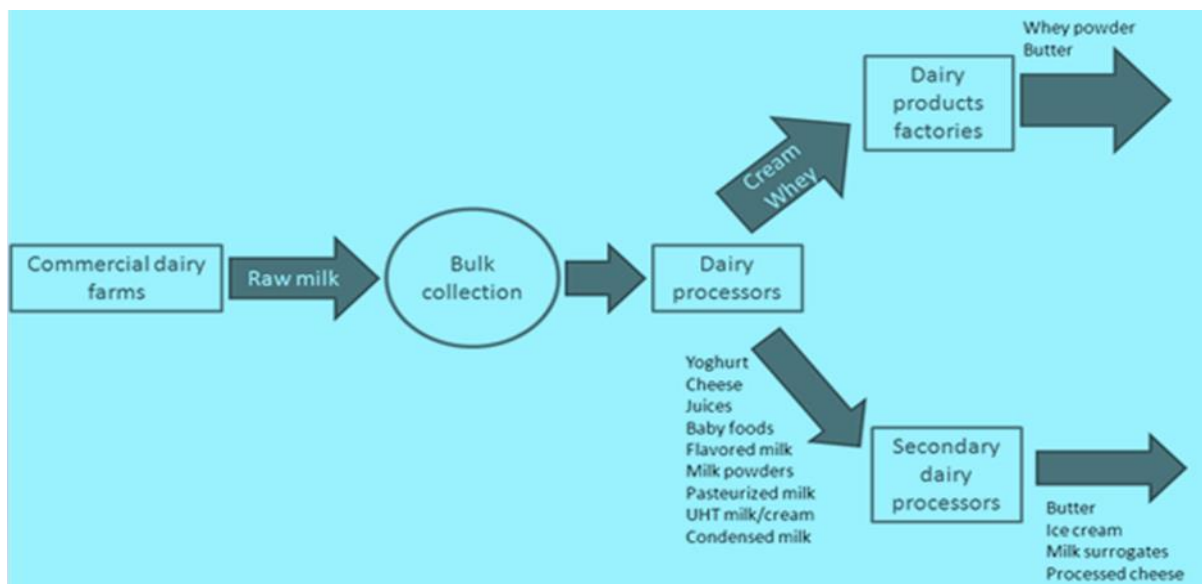 Whey powder
Butter
Dairy
products
factories
Cream
Whey
Commercial dairy
farms
Raw milk
Bulk
collection
Dairy
processors
Yoghurt
Cheese
Juices
Baby foods
Flavored milk
Milk powders
Pasteurized milk
UHT milk/cream
Condensed milk
Secondary
dairy
processors
Butter
Ice cream
Milk surrogates
Processed cheese